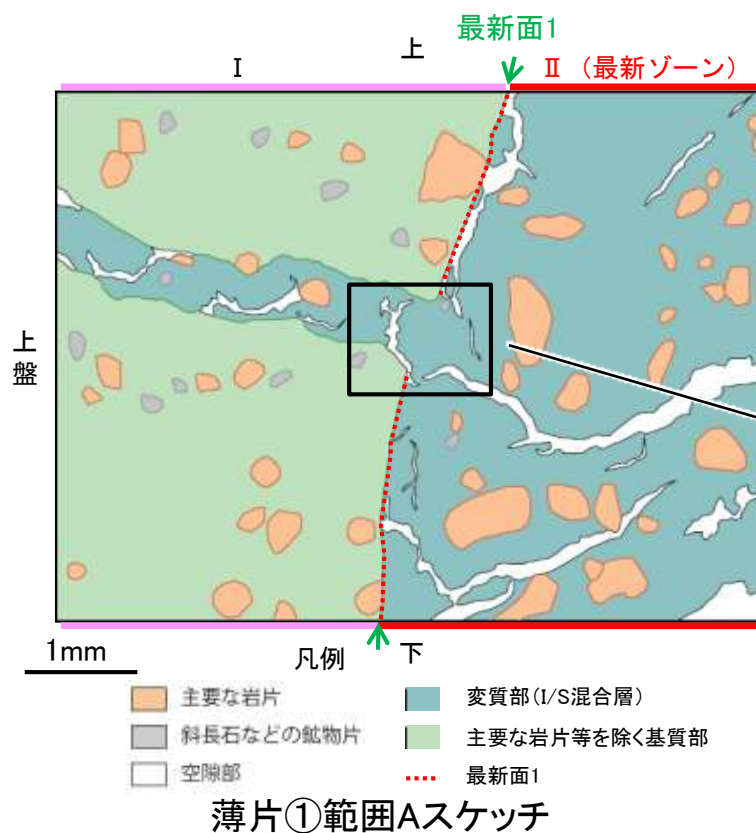 最新面1
上
I
Ⅱ (最新ゾーン)
上
盤
1mm
凡例
下
主要な岩片
変質部(I/S混合層)
斜長石などの鉱物片
主要な岩片等を除く基質部
空隙部
最新面1
薄片①範囲Aスケッチ